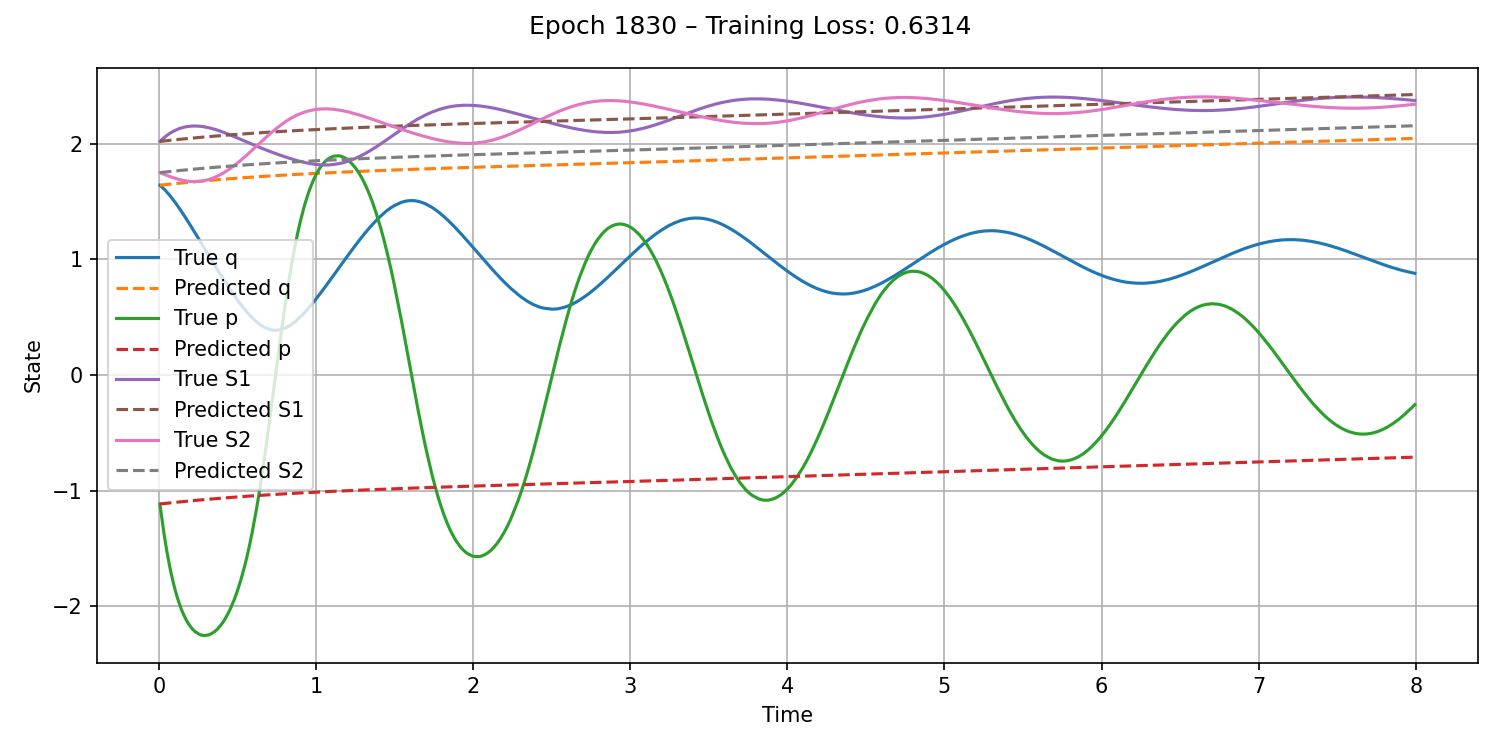 Epoch 1830 – Training Loss: 0.6314
State
2
1
0
−1
−2
True q
Predicted q
True p
Predicted p
True S1
Predicted S1
True S2
Predicted S2
0 1 2 3 4 5 6 7 8
Time